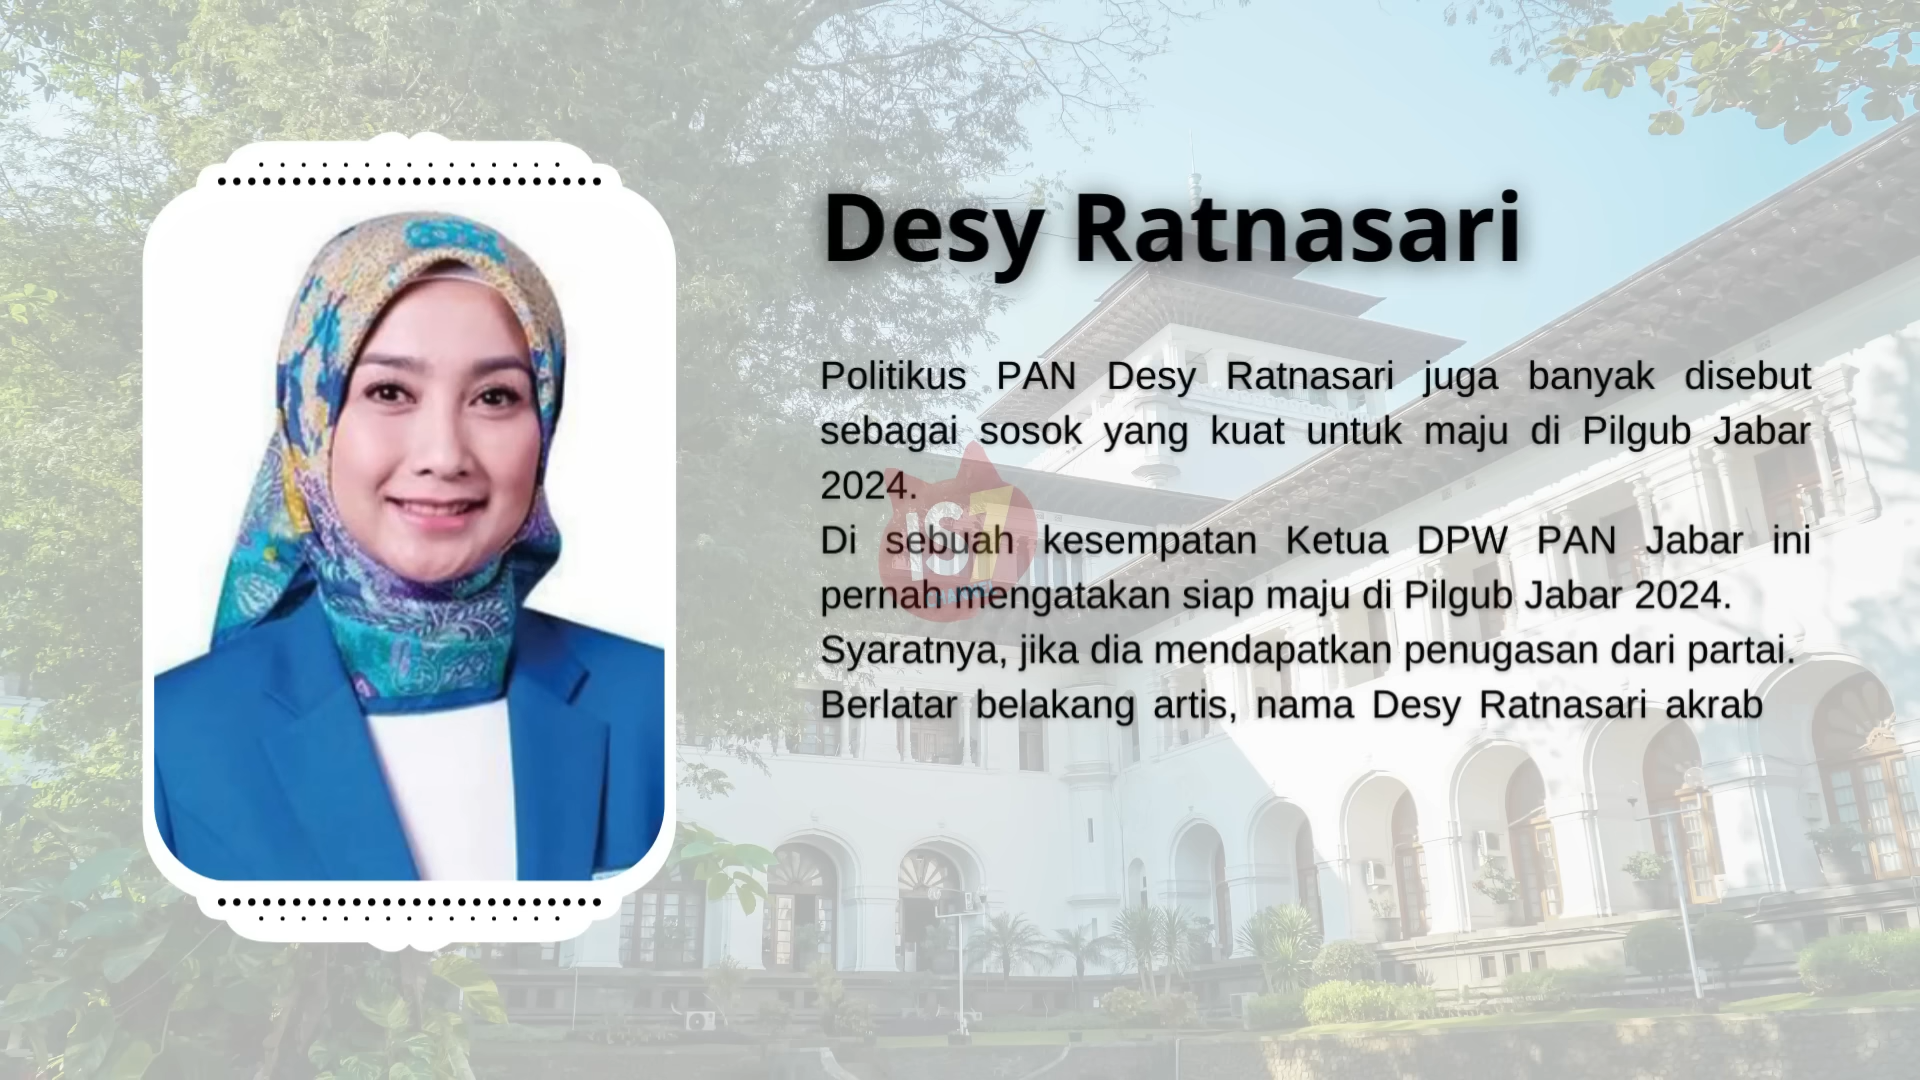 Desy Ratnasari
Politikus PAN Desy Ratnasari juga banyak disebut
sebagai sosok yang kuat untuk maju di Pilgub Jabar
2024.
IS1
CHANNEL
Di sebuah kesempatan Ketua DPW PAN Jabar ini
pernah mengatakan siap maju di Pilgub Jabar 2024.
Syaratnya, jika dia mendapatkan penugasan dari partai.
Berlatar belakang artis, nama Desy Ratnasari akrab